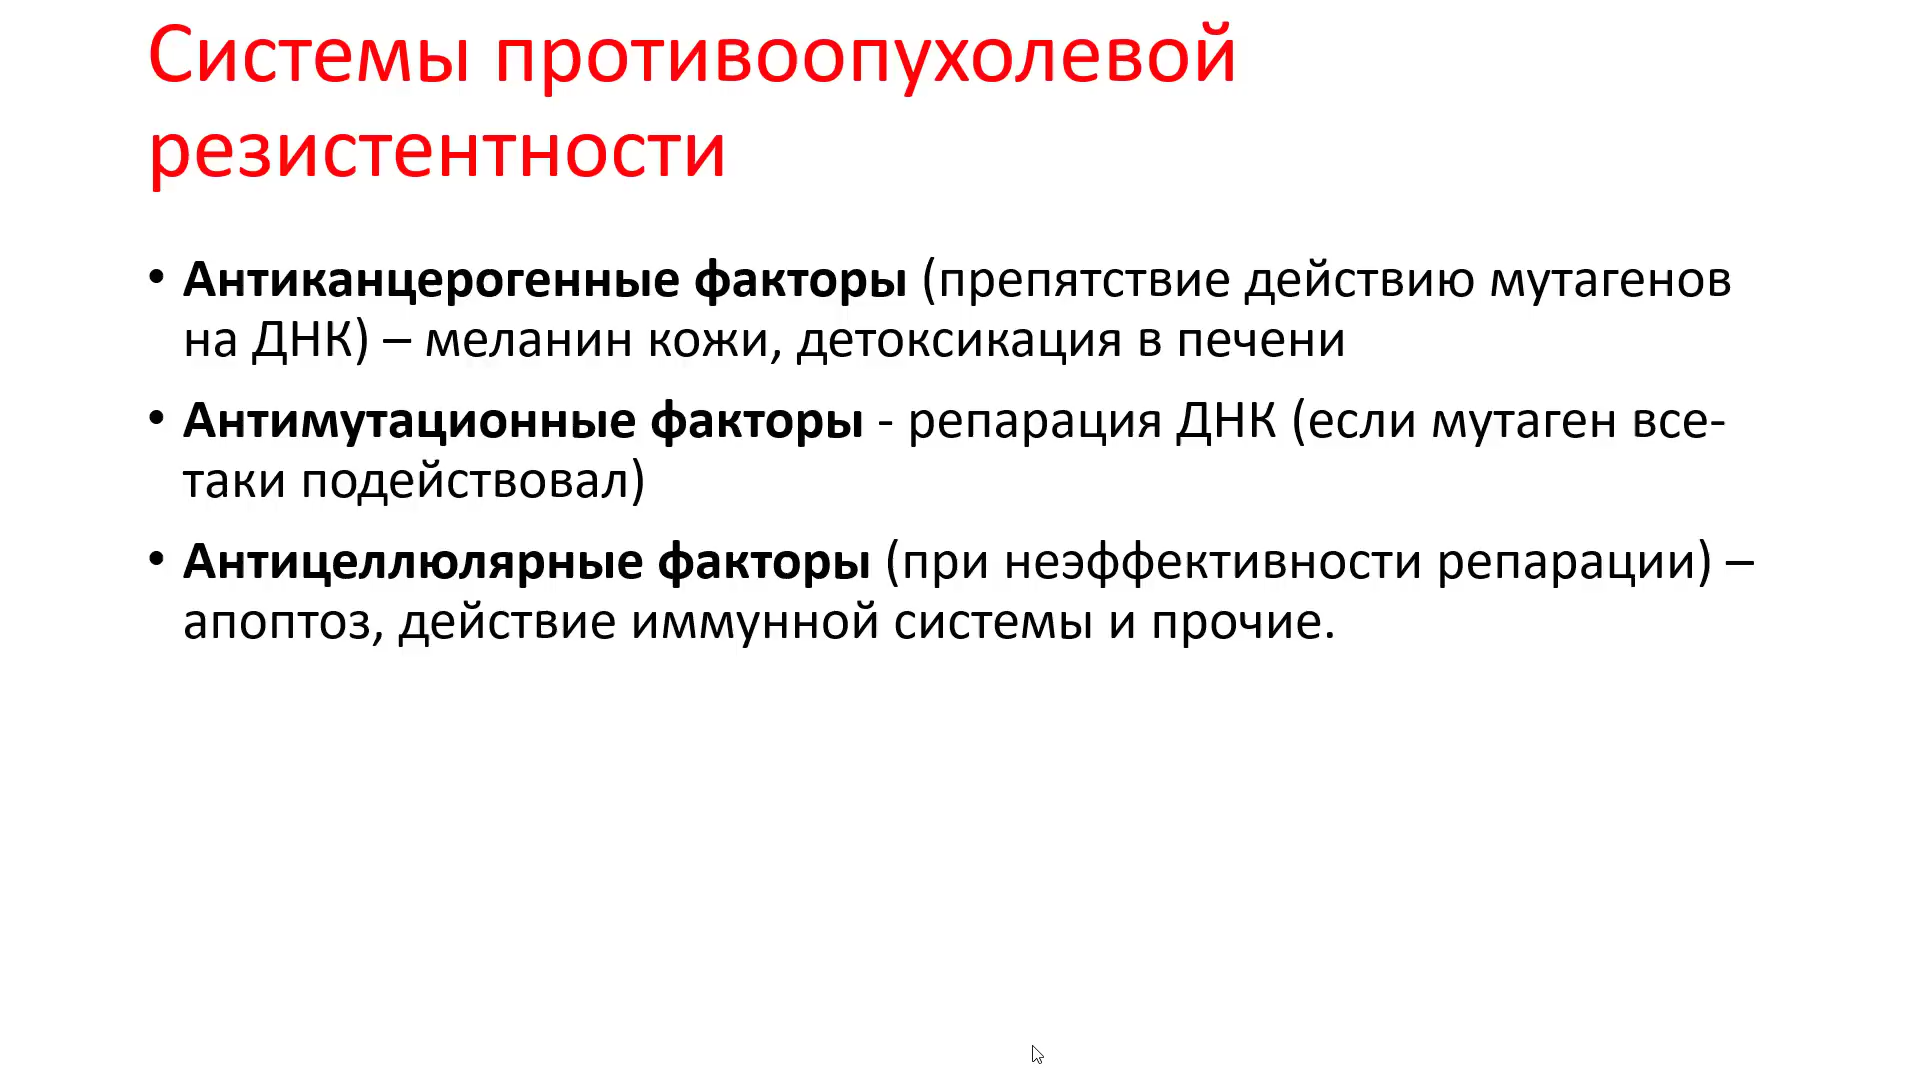 Системы противоопухолевой
резистентности
• Антиканцерогенные факторы (препятствие действию мутагенов
на ДНК) – меланин кожи, детоксикация в печени
• Антимутационные факторы - репарация ДНК (если мутаген все-
таки подействовал)
• Антицеллюлярные факторы (при неэффективности репарации) –
апоптоз, действие иммунной системы и прочие.